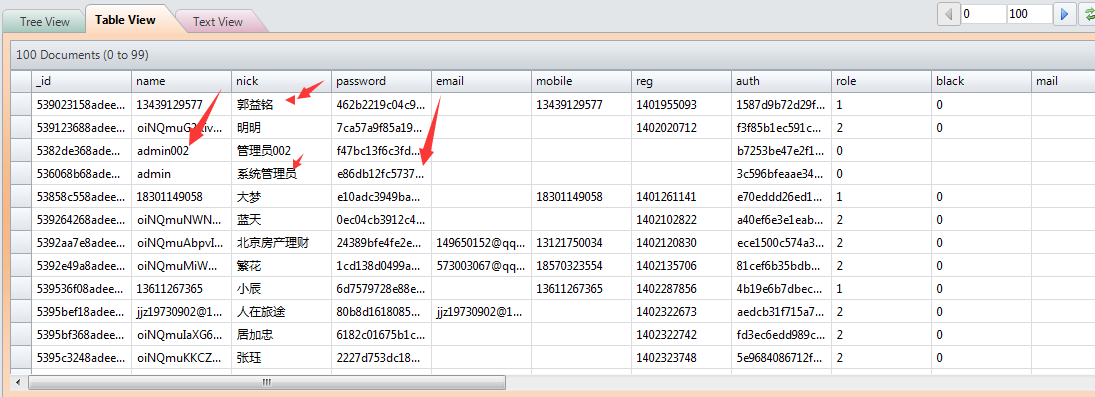 Tree View Table View Text View 0 100
100 Documents (0 to 99)
_id name nick password email mobile reg auth role black mail
539023158adee... 13439129577 郭益铭 462b2219c04c9... 13439129577 1401955093 1587d9b72d29f... 1 0
539123688adee... 明明 7ca57a9f85a19... 1402020712 f3f85b1ec591c... 2 0
5382de368adee... admin002 管理员002 f47bc13f6c3fd... b7253be47e2f1... 0
536068b68adee... admin 系统管理员 e86db12fc5737... 3c596bfeaae34... 0
53858c558adee... 18301149058 大梦 e10adc3949ba... 18301149058 1401261141 e70eddd26ed1... 1 0
539264268adee... oiNQmuNWN... 蓝天 0ec04cb3912c4... 1402102822 a40ef6e3e1eab... 2 0
5392aa7e8adee... oiNQmuAbpvI... 北京房产理财 24389bfe4fe2e... 149650152@qq... 13121750034 1402120830 ece1500c574a3... 2 0
5392e49a8adee... oiNQmuMiW... 繁花 1cd138d0499a... 573003067@qq... 18570323554 1402135706 81cef6b35bdb... 2 0
539536f08adee... 13611267365 小辰 6d7579728e88e... 13611267365 1402287856 4b19e6b7dbec... 1 0
5395bef18adee... jjz19730902@1... 人在旅途 80b8d1618085... jjz19730902@1... 1402322673 aedcb31f715a7... 2 0
5395bf368adee... oiNQmuIaXG6... 居加忠 6182c01675b1c... 1402322742 fd3ec6edd989c... 2 0
5395c3248adee... oiNQmuKKCZ... 张珏 2227d753dc18... 1402323748 5e9684086712f... 2 0